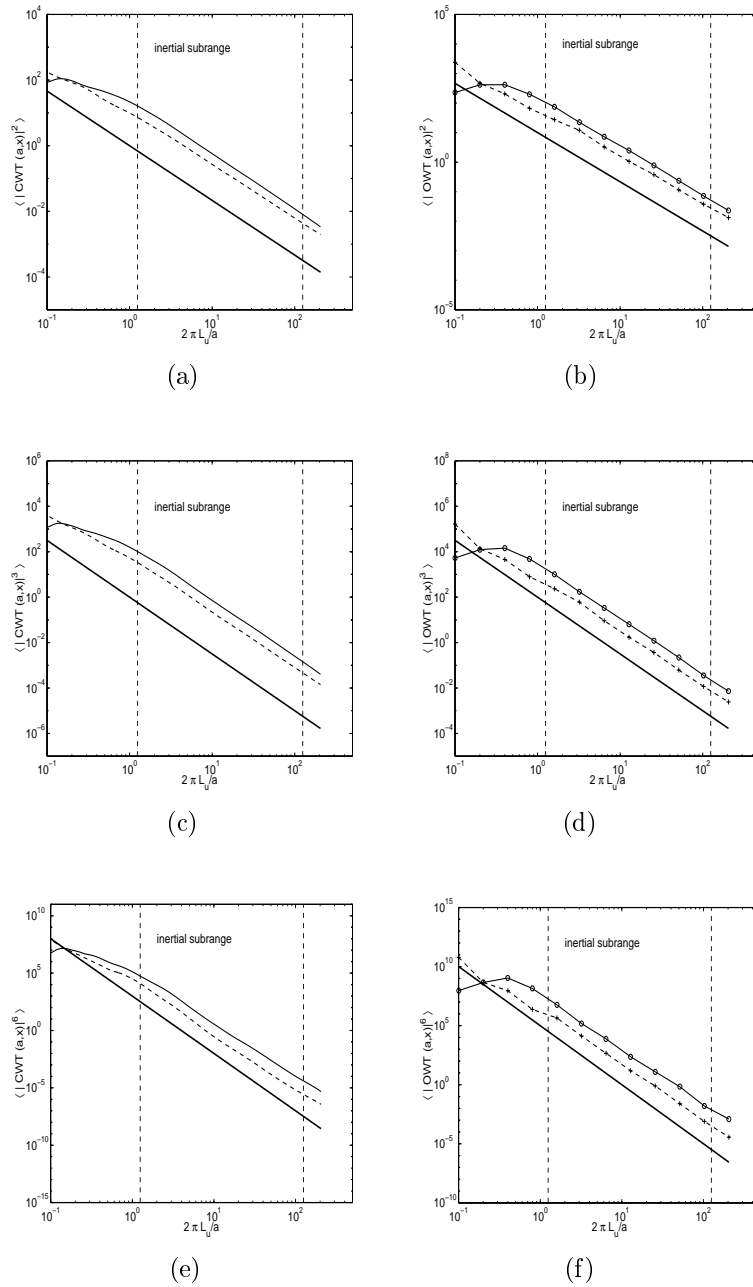 10^4
10^2
10^0
10^-2
10^-4
⟨ | CWT (a,x)|^2 ⟩
inertial subrange
10^-1 10^0 10^1 10^2
2 π L_u/a
(a)
10^5
10^0
10^-5
⟨ | OWT (a,x)|^2 ⟩
inertial subrange
10^-1 10^0 10^1 10^2
2 π L_u/a
(b)
10^6
10^4
10^2
10^0
10^-2
10^-4
10^-6
⟨ | CWT (a,x)|^3 ⟩
inertial subrange
10^-1 10^0 10^1 10^2
2 π L_u/a
(c)
10^8
10^6
10^4
10^2
10^0
10^-2
10^-4
⟨ | OWT (a,x)|^3 ⟩
inertial subrange
10^-1 10^0 10^1 10^2
2 π L_u/a
(d)
10^10
10^5
10^0
10^-5
10^-10
10^-15
⟨ | CWT (a,x)|^6 ⟩
inertial subrange
10^-1 10^0 10^1 10^2
2 π L_u/a
(e)
10^15
10^10
10^5
10^0
10^-5
10^-10
⟨ | OWT (a,x)|^6 ⟩
inertial subrange
10^-1 10^0 10^1 10^2
2 π L_u/a
(f)